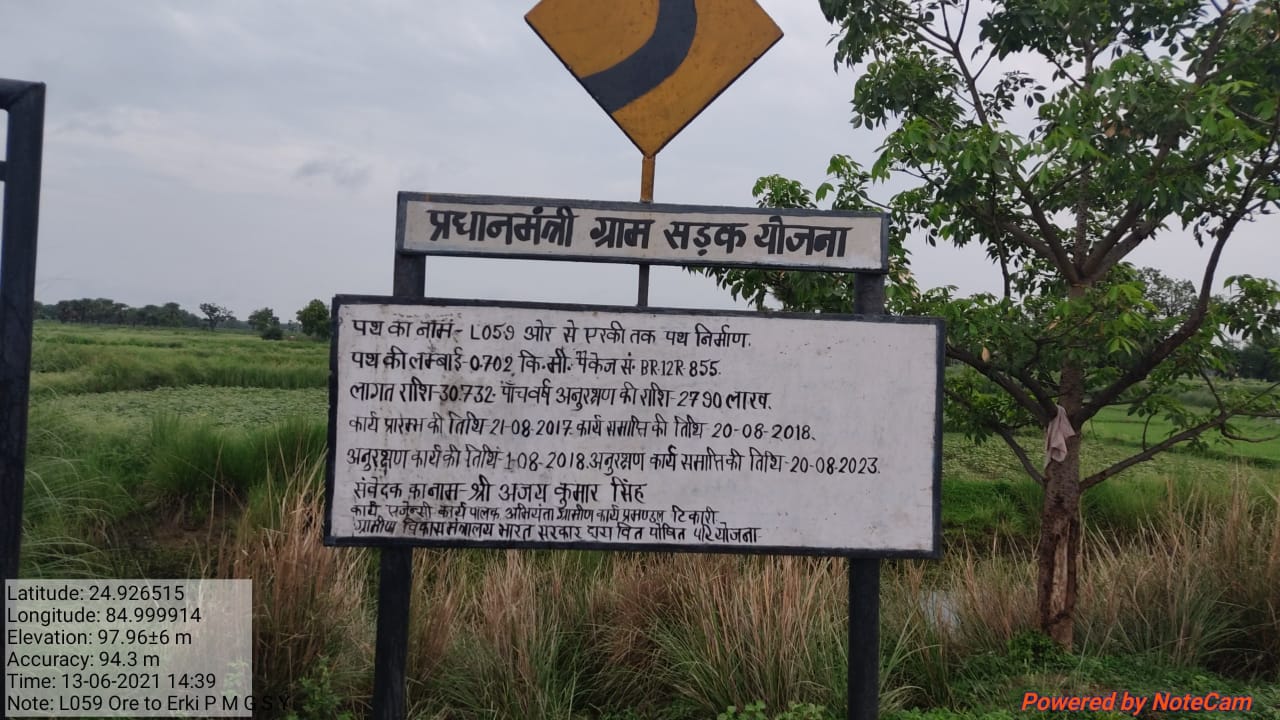 प्रधानमंत्री ग्राम सड़क योजना
पथ का नाम- L059 ओर से एरकी तक पथ निर्माण.
पथ की लम्बाई-0.702 कि.मी. पैकेज सं. BR.12R.855.
लागत राशि-30.732. पाँचवर्ष अनुरक्षण की राशि-2790 लाख.
कार्य प्रारम्भ की तिथि-21-08-2017. कार्य समाप्ति की तिथि-20-08-2018.
अनुरक्षण कार्य की तिथि-1-08-2018.अनुरक्षण कार्य समाप्ति की तिथि-20-08-2023.
संवेदक का नाम-श्री अजय कुमार सिंह
कार्य एजेन्सी कार्य पालक अभियंता ग्रामीण कार्य प्रमण्डल टिकारी
ग्रामीण विकास मंत्रालय भारत सरकार द्वारा वित पोषित परियोजना
Latitude: 24.926515
Longitude: 84.999914
Elevation: 97.96±6 m
Accuracy: 94.3 m
Time: 13-06-2021 14:39
Note: L059 Ore to Erki P M G S Y
Powered by NoteCam